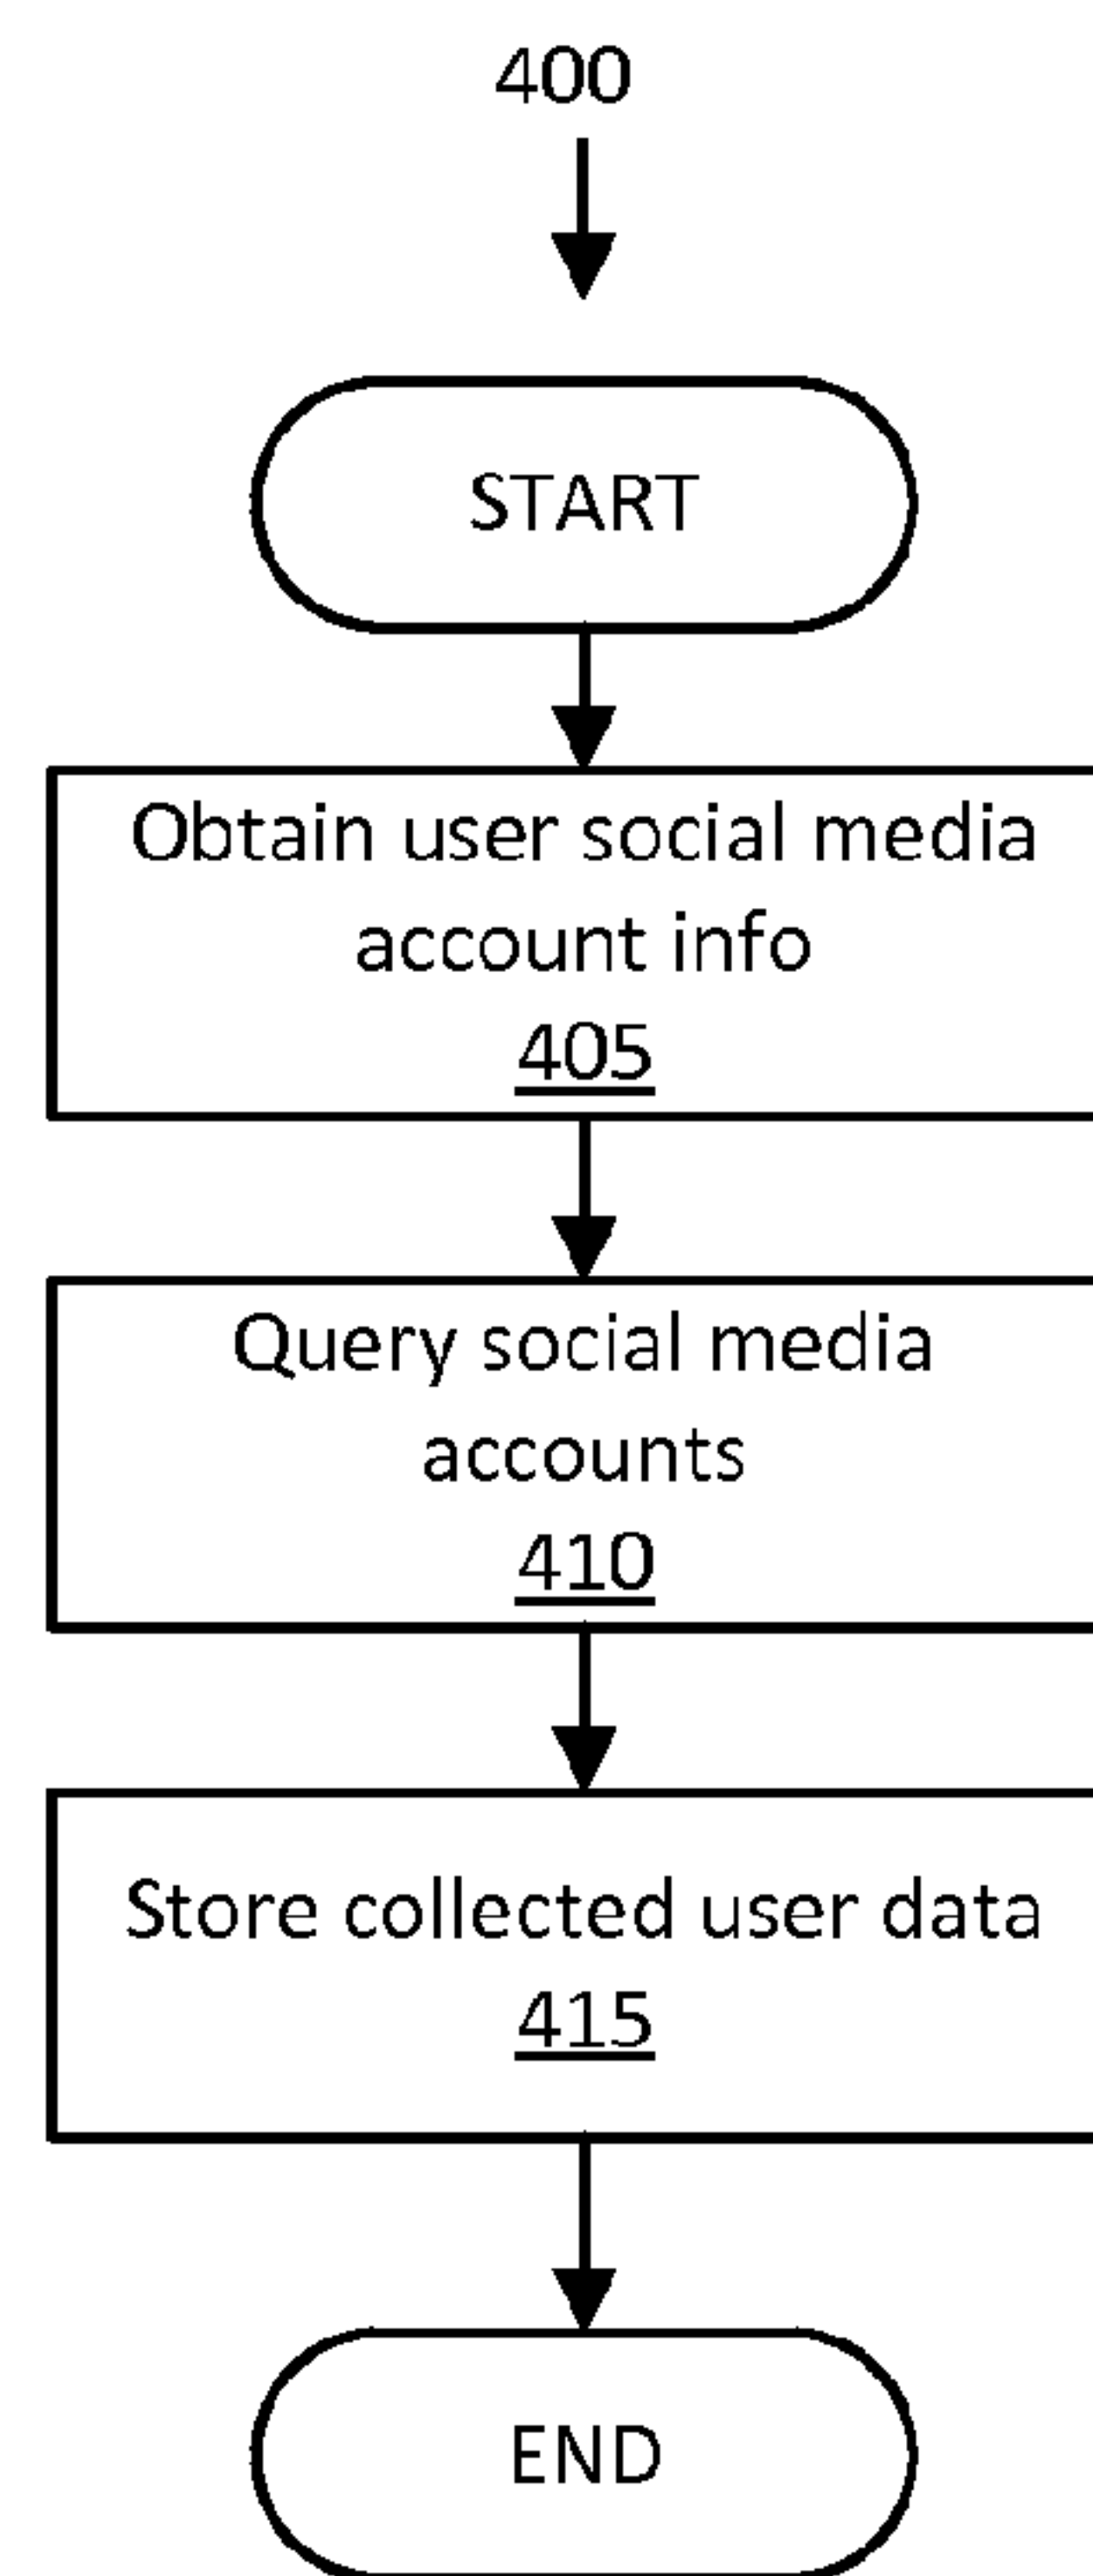 400
START
Obtain user social media
account info
405
Query social media
accounts
410
Store collected user data
415
END